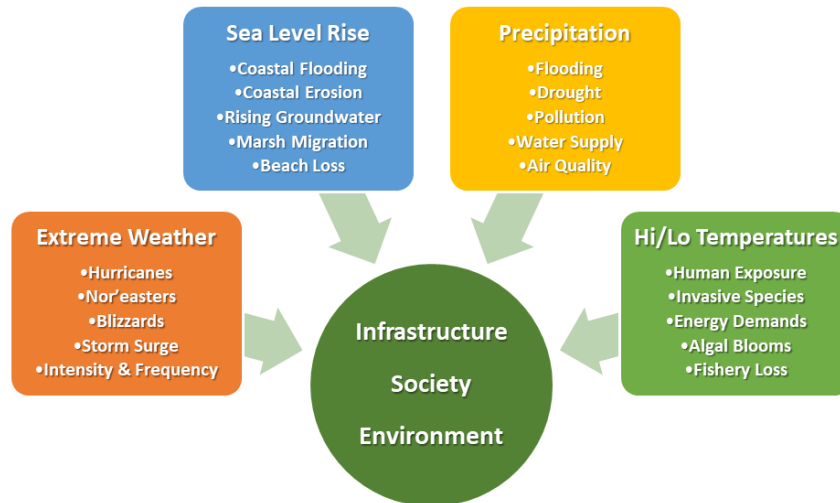 Sea Level Rise
•Coastal Flooding
•Coastal Erosion
•Rising Groundwater
•Marsh Migration
•Beach Loss
Precipitation
•Flooding
•Drought
•Pollution
•Water Supply
•Air Quality
Extreme Weather
•Hurricanes
•Nor’easters
•Blizzards
•Storm Surge
•Intensity & Frequency
Hi/Lo Temperatures
•Human Exposure
•Invasive Species
•Energy Demands
•Algal Blooms
•Fishery Loss
Infrastructure
Society
Environment